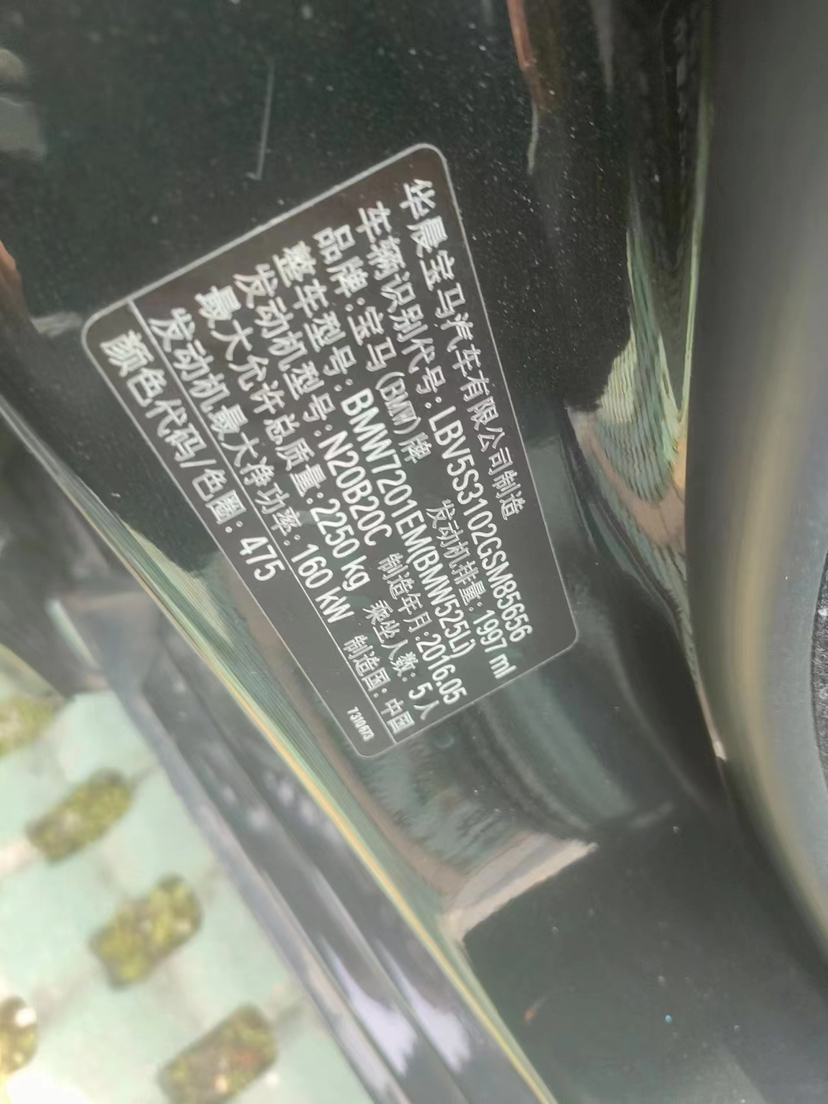 华晨宝马汽车有限公司制造
车辆识别代号: LBV5S3102GSM85656
品牌: 宝马(BMW)牌 发动机排量: 1997 ml
整车型号: BMW7201EM(BMW525Li)
发动机型号: N20B20C 制造年月: 2016.05
最大允许总质量: 2250 kg 乘坐人数: 5人
发动机最大净功率: 160 kW 制造国: 中国
颜色代码/色圈: 475